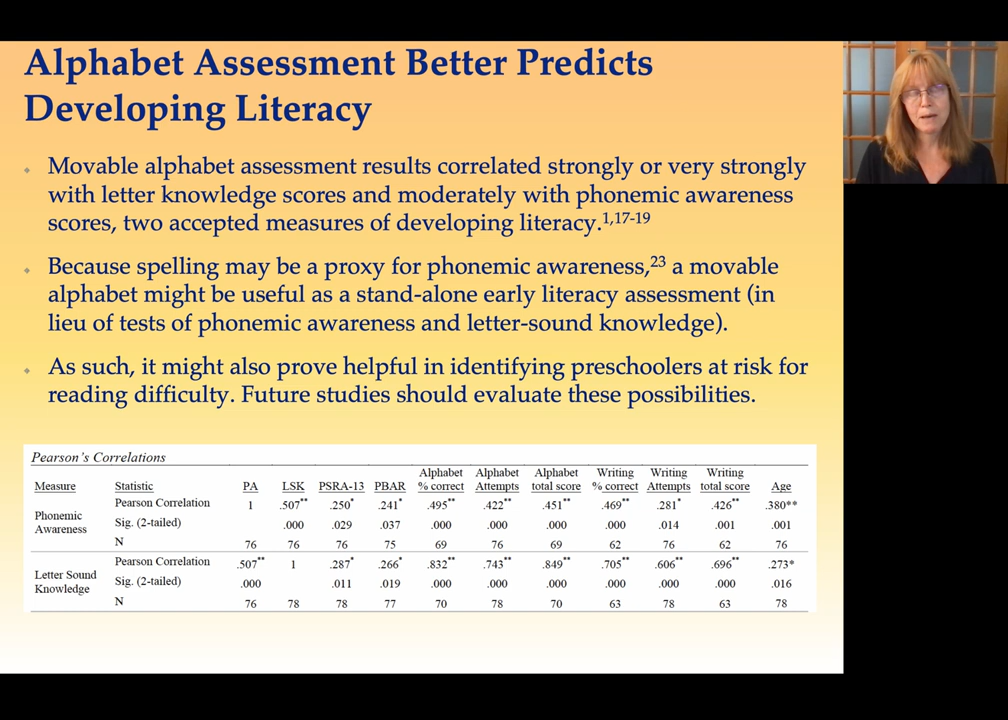 Alphabet Assessment Better Predicts
Developing Literacy
Movable alphabet assessment results correlated strongly or very strongly
with letter knowledge scores and moderately with phonemic awareness
scores, two accepted measures of developing literacy.1,17-19
Because spelling may be a proxy for phonemic awareness,23 a movable
alphabet might be useful as a stand-alone early literacy assessment (in
lieu of tests of phonemic awareness and letter-sound knowledge).
As such, it might also prove helpful in identifying preschoolers at risk for
reading difficulty. Future studies should evaluate these possibilities.
Pearson's Correlations
Measure Statistic PA LSK PSRA-13 PBAR Alphabet % correct Alphabet Attempts Alphabet total score Writing % correct Writing Attempts Writing total score Age
Phonemic Awareness Pearson Correlation 1 .507** .250* .241* .495** .422** .451** .469** .281* .426** .380**
Sig. (2-tailed) .000 .029 .037 .000 .000 .000 .000 .014 .001 .001
N 76 76 76 75 69 76 69 62 76 62 76
Letter Sound Knowledge Pearson Correlation .507** 1 .287* .266* .832** .743** .849** .705** .606** .696** .273*
Sig. (2-tailed) .000 .011 .019 .000 .000 .000 .000 .000 .000 .016
N 76 78 78 77 70 78 70 63 78 63 78